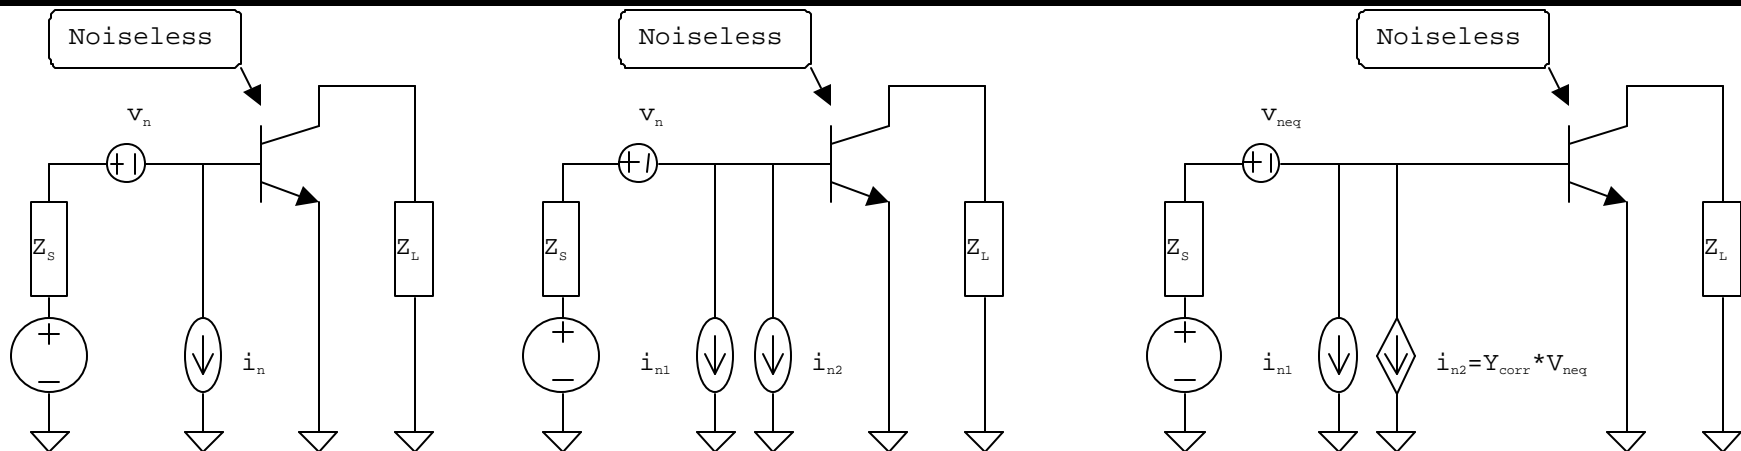 Noiseless
Noiseless
Noiseless
vn
vn
vneq
ZS
ZL
ZS
ZL
ZS
ZL
in
in1
in2
in1
in2=Ycorr*Vneq